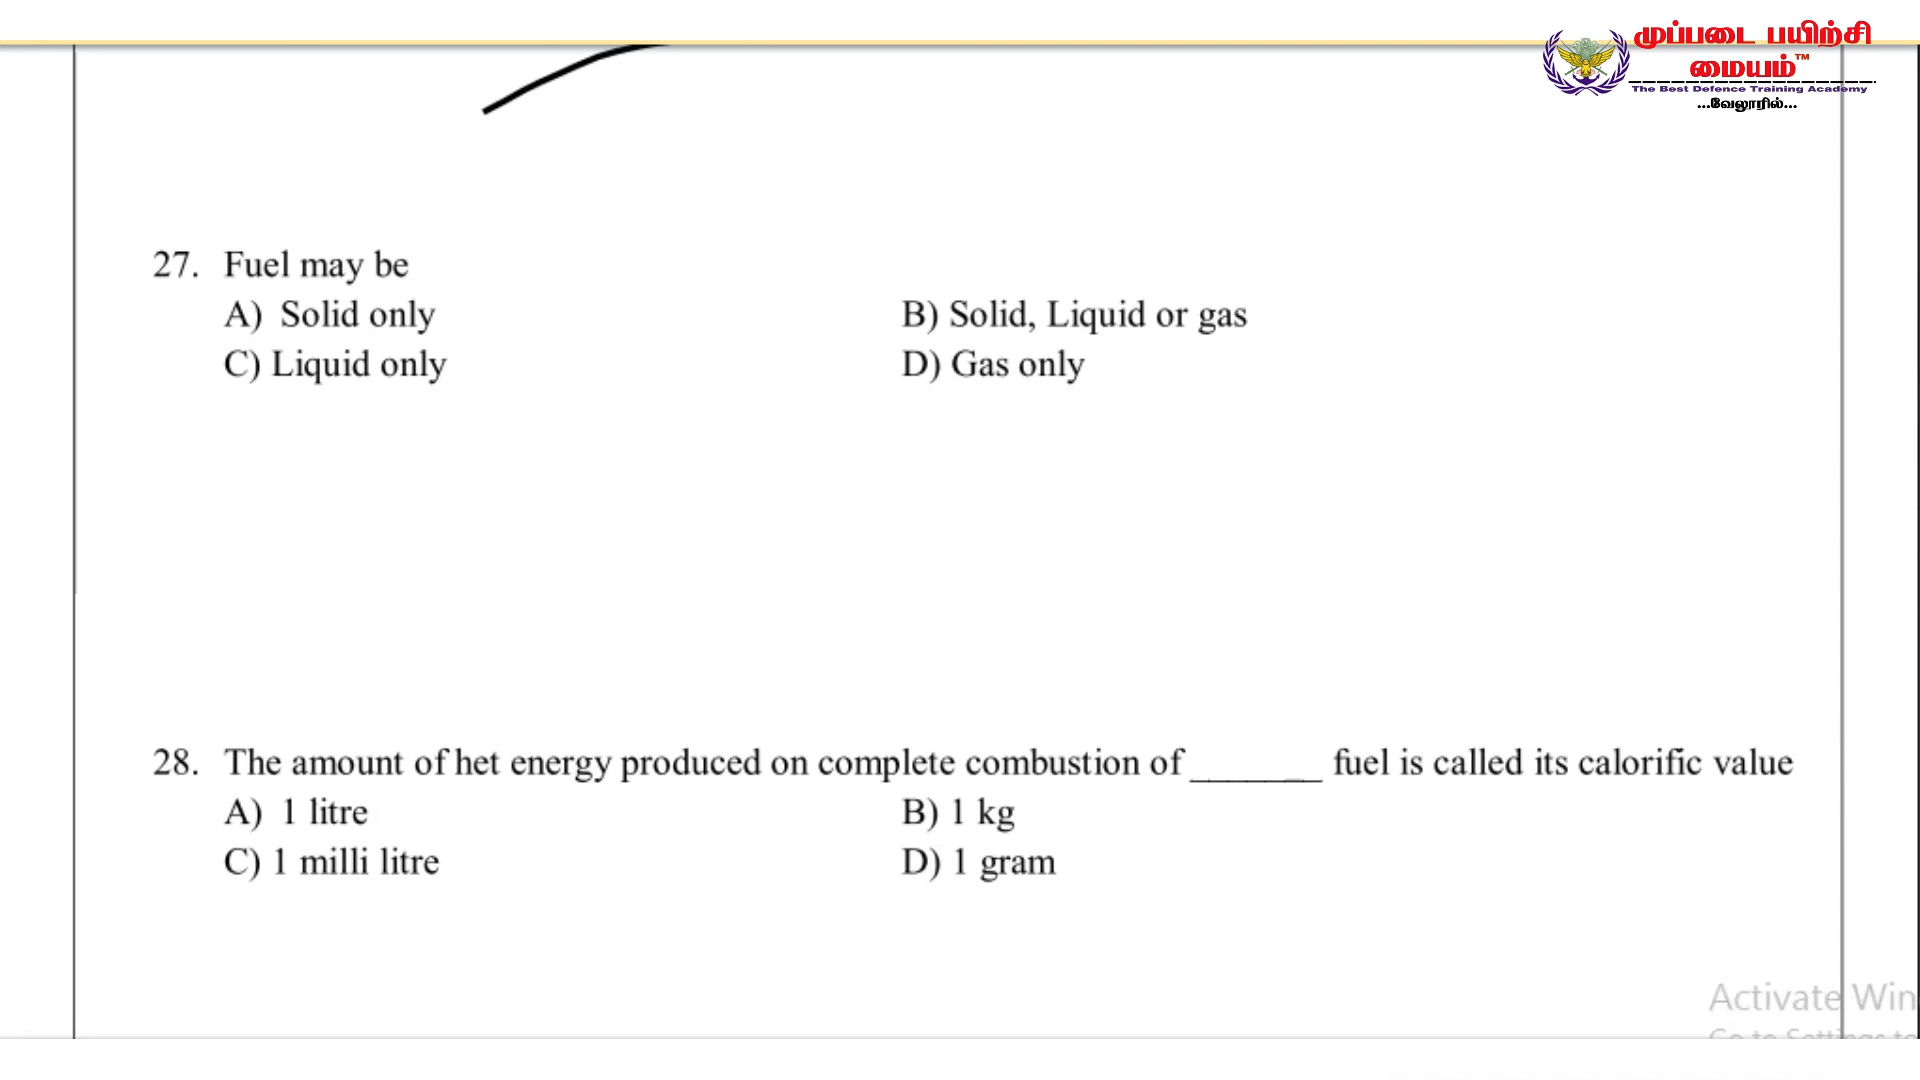 முப்படை பயிற்சி
மையம்™
The Best Defence Training Academy
...வேலூரில்...
27. Fuel may be
A) Solid only
B) Solid, Liquid or gas
C) Liquid only
D) Gas only
28. The amount of het energy produced on complete combustion of _______ fuel is called its calorific value
A) 1 litre
B) 1 kg
C) 1 milli litre
D) 1 gram
Activate Win